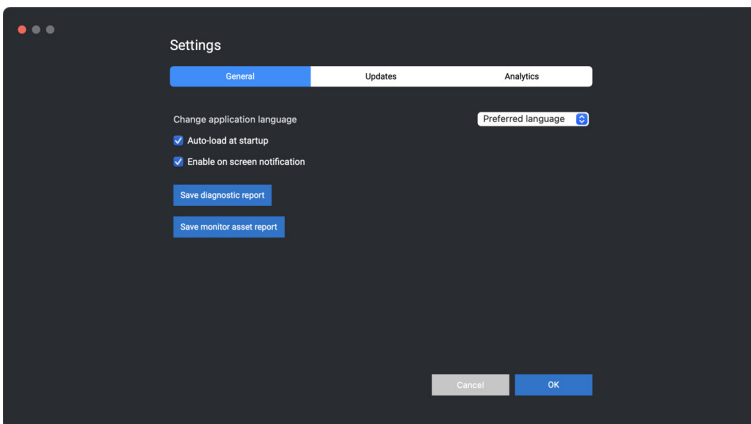 Settings
General Updates Analytics
Change application language Preferred language
Auto-load at startup
Enable on screen notification
Save diagnostic report
Save monitor asset report
Cancel OK